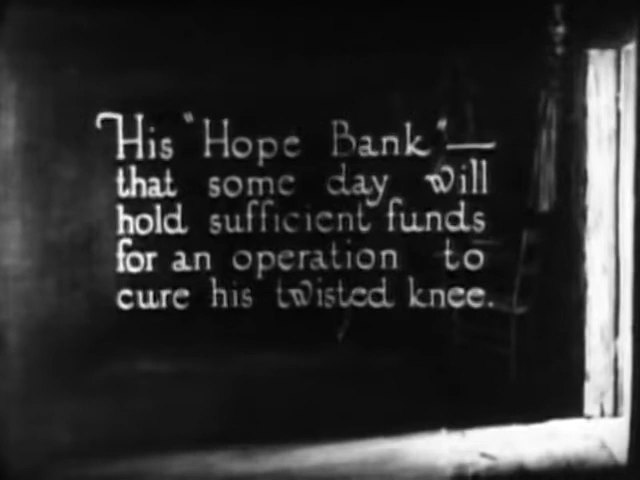 His "Hope Bank"—
that some day will
hold sufficient funds
for an operation to
cure his twisted knee.